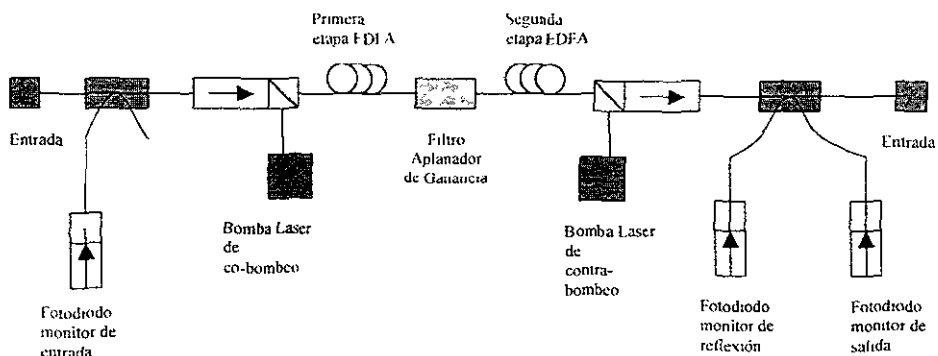 Primera
etapa EDFA
Segunda
etapa EDFA
Entrada
Filtro
Aplanador
de Ganancia
Entrada
Bomba Laser
de
co-bombeo
Bomba Laser
de
contra-
bombeo
Fotodiodo
monitor de
entrada
Fotodiodo
monitor de
reflexión
Fotodiodo
monitor de
salida